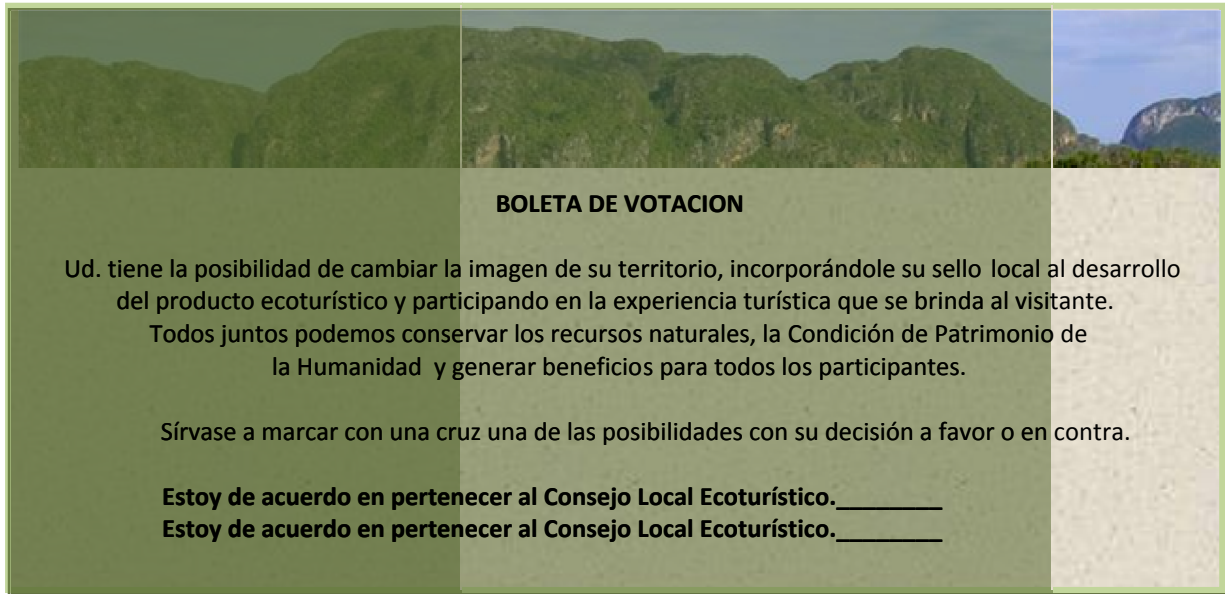 BOLETA DE VOTACION
Ud. tiene la posibilidad de cambiar la imagen de su territorio, incorporándole su sello local al desarrollo
del producto ecoturístico y participando en la experiencia turística que se brinda al visitante.
Todos juntos podemos conservar los recursos naturales, la Condición de Patrimonio de
la Humanidad y generar beneficios para todos los participantes.
Sírvase a marcar con una cruz una de las posibilidades con su decisión a favor o en contra.
Estoy de acuerdo en pertenecer al Consejo Local Ecoturístico.________
Estoy de acuerdo en pertenecer al Consejo Local Ecoturístico.________